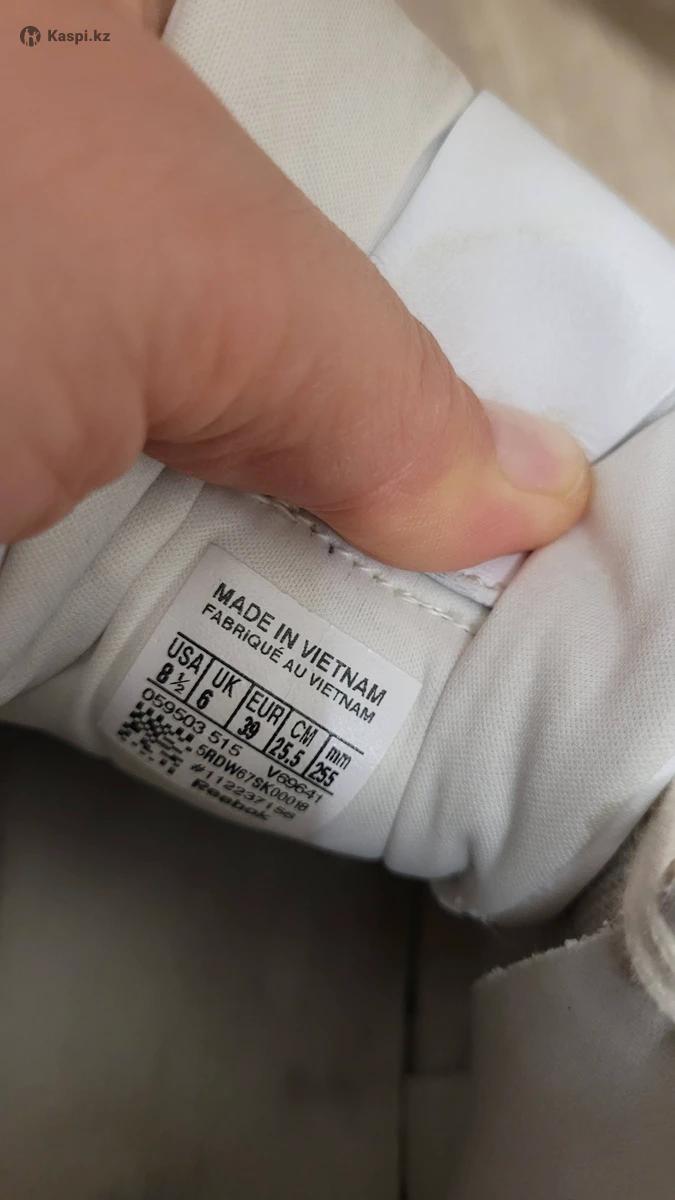 Kaspi.kz
MADE IN VIETNAM
FABRIQUÉ AU VIETNAM
USA UK EUR CM mm
8 ½ 6 39 25.5 255
059503 515 V69641
5RDW67SK00018
Reebok